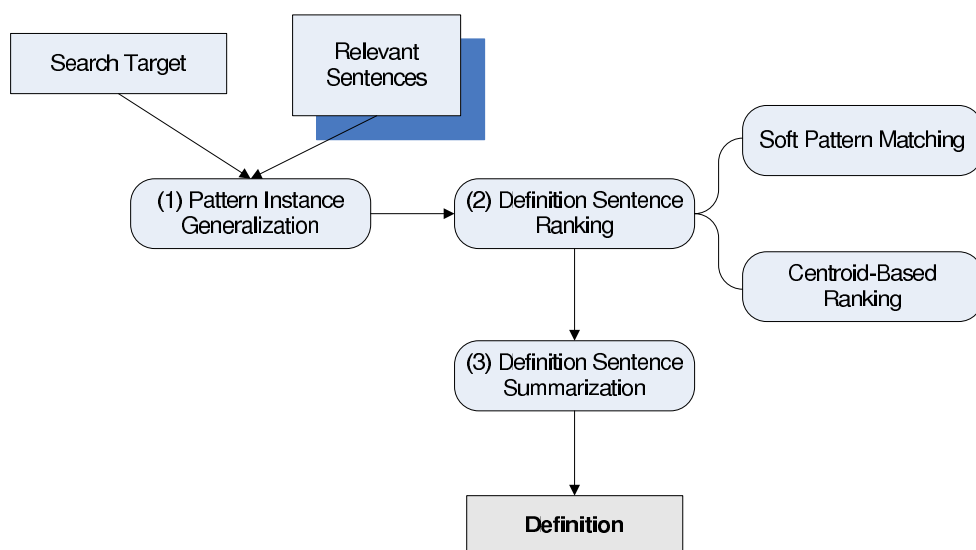 Search Target
Relevant
Sentences
Soft Pattern Matching
(1) Pattern Instance
Generalization
(2) Definition Sentence
Ranking
Centroid-Based
Ranking
(3) Definition Sentence
Summarization
Definition